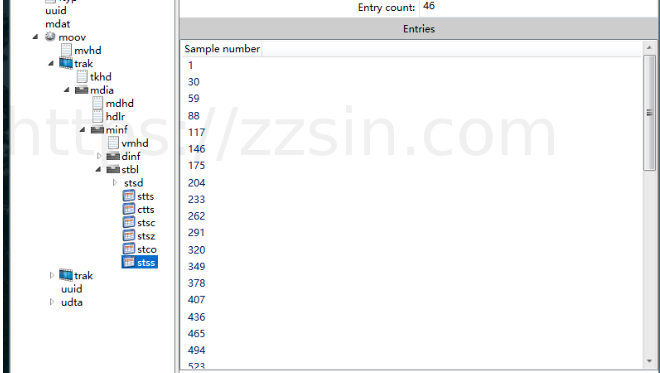 uuid
mdat
moov
mvhd
trak
tkhd
mdia
mdhd
hdlr
minf
vmhd
dinf
stbl
stsd
stts
ctts
stsc
stsz
stco
stss
trak
uuid
udta
Entry count: 46
Entries
Sample number
1
30
59
88
117
146
175
204
233
262
291
320
349
378
407
436
465
494
523
https://zzsin.com